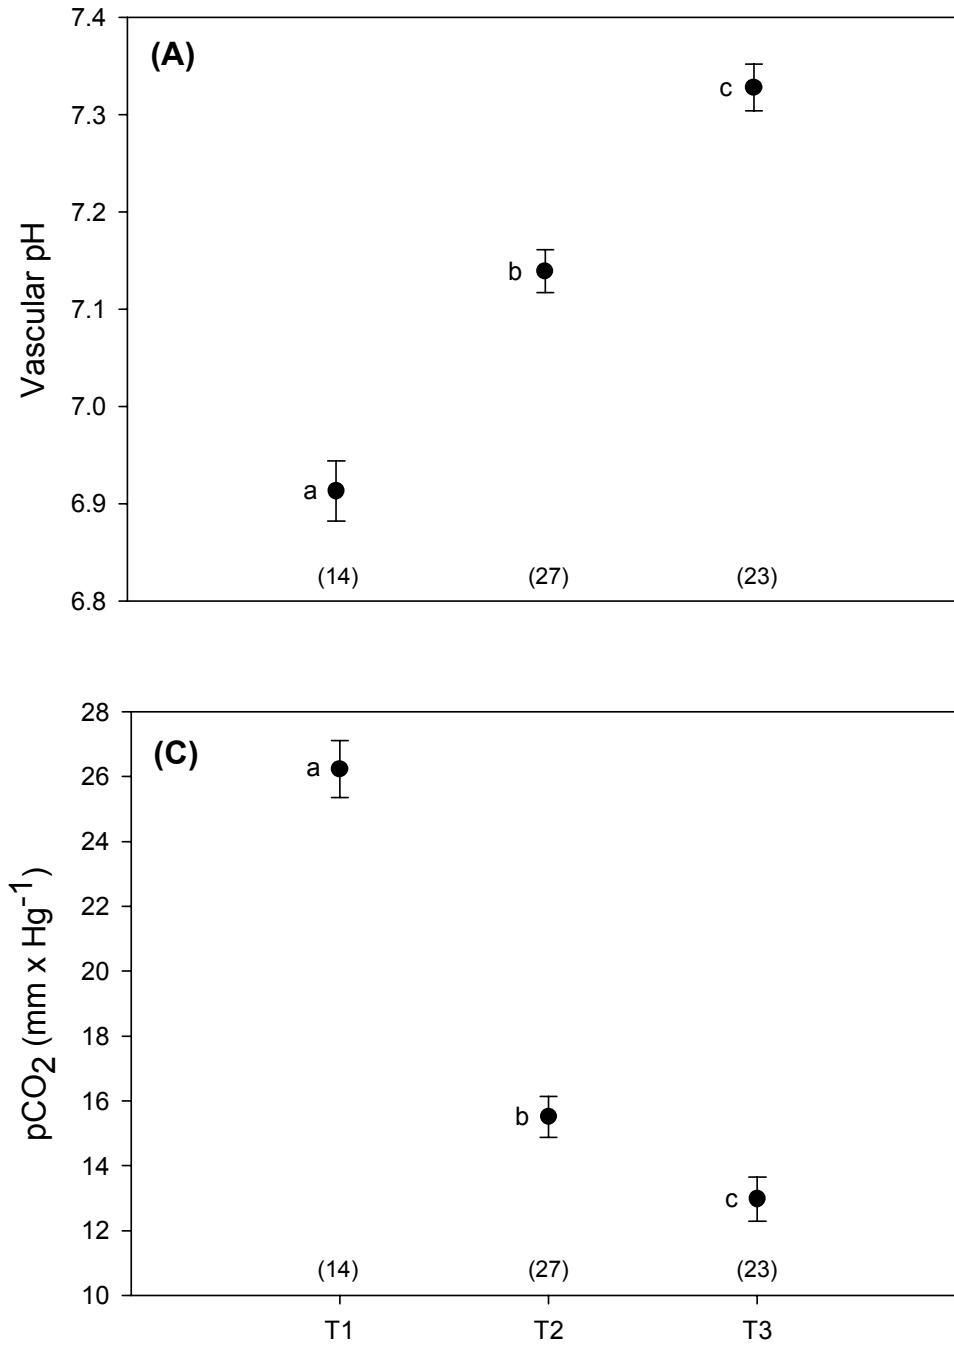 (A)
Vascular pH
7.4
7.3
7.2
7.1
7.0
6.9
6.8
a
b
c
(14) (27) (23)
(C)
pCO2 (mm x Hg-1)
28
26
24
22
20
18
16
14
12
10
a
b
c
(14) (27) (23)
T1 T2 T3